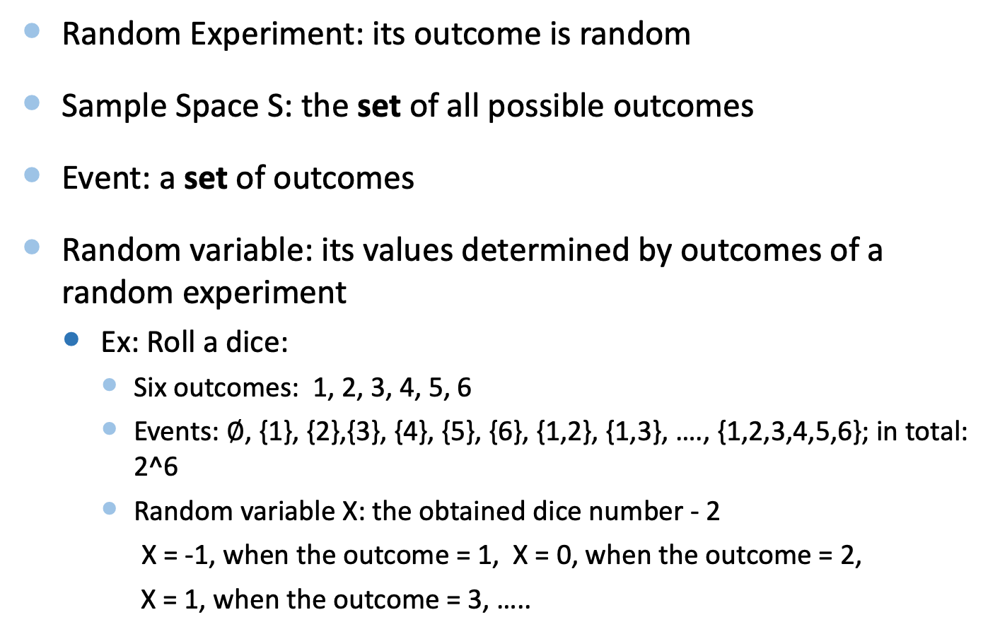 Random Experiment: its outcome is random
Sample Space S: the set of all possible outcomes
Event: a set of outcomes
Random variable: its values determined by outcomes of a
random experiment
Ex: Roll a dice:
Six outcomes:  1, 2, 3, 4, 5, 6
Events: ∅, {1}, {2},{3}, {4}, {5}, {6}, {1,2}, {1,3}, ...., {1,2,3,4,5,6}; in total:
2^6
Random variable X: the obtained dice number - 2
X = -1, when the outcome = 1,  X = 0, when the outcome = 2,
X = 1, when the outcome = 3, .....